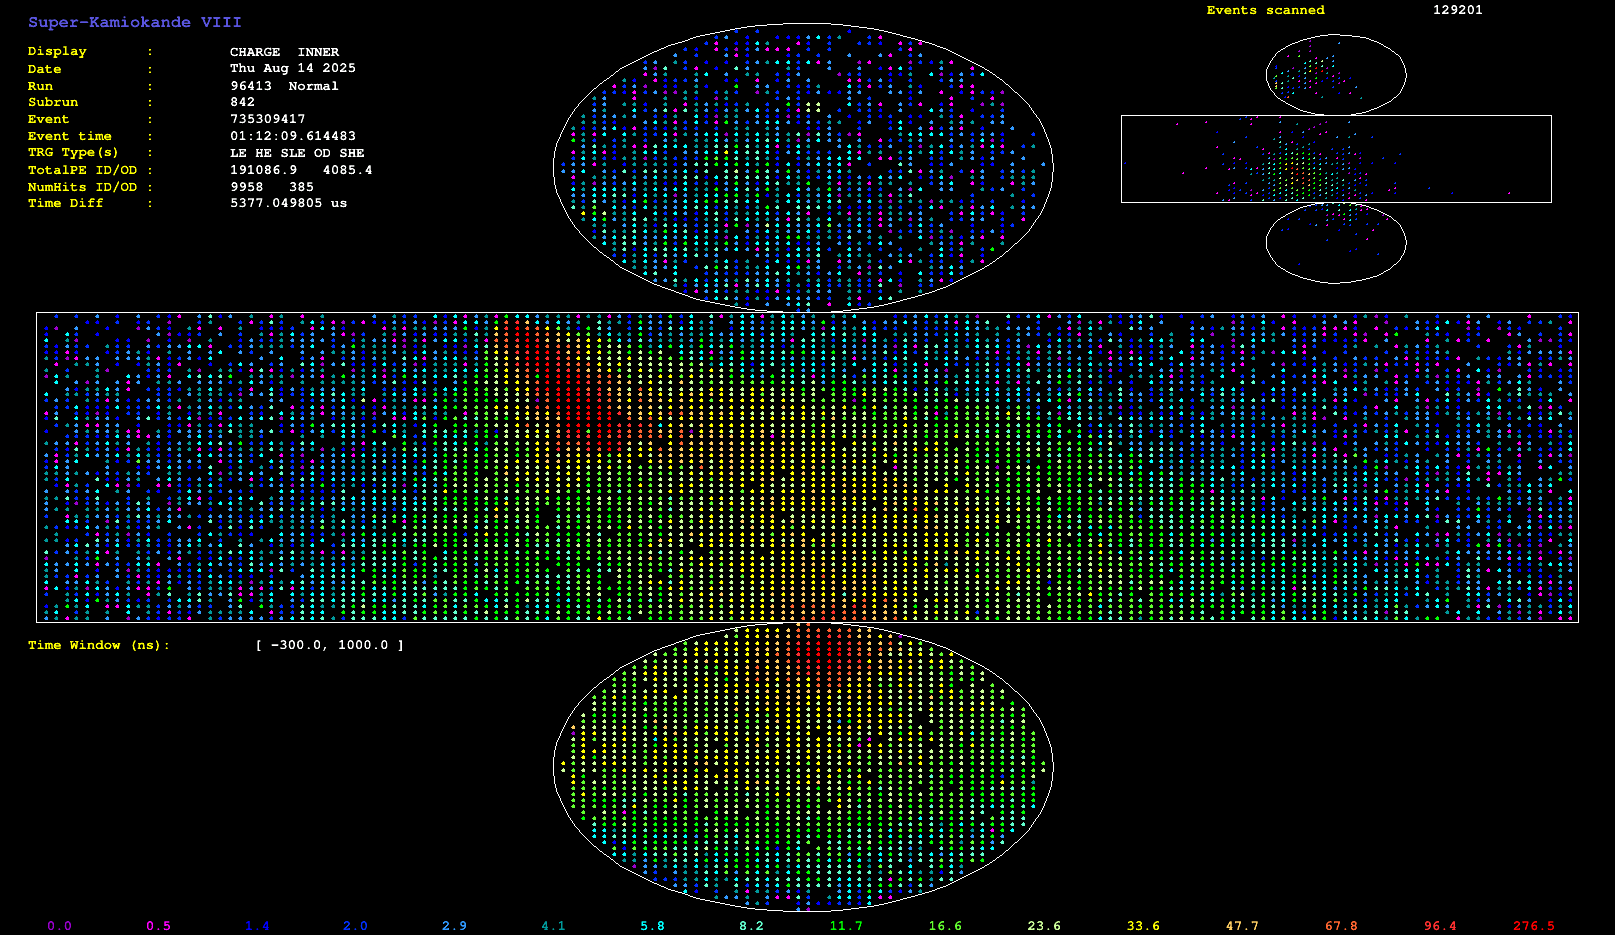 Super-Kamiokande VIII
Events scanned 129201
Display : CHARGE INNER
Date : Thu Aug 14 2025
Run : 96413 Normal
Subrun : 842
Event : 735309417
Event time : 01:12:09.614483
TRG Type(s) : LE HE SLE OD SHE
TotalPE ID/OD : 191086.9 4085.4
NumHits ID/OD : 9958 385
Time Diff : 5377.049805 us
Time Window (ns): [ -300.0, 1000.0 ]
0.0 0.5 1.4 2.0 2.9 4.1 5.8 8.2 11.7 16.6 23.6 33.6 47.7 67.8 96.4 276.5